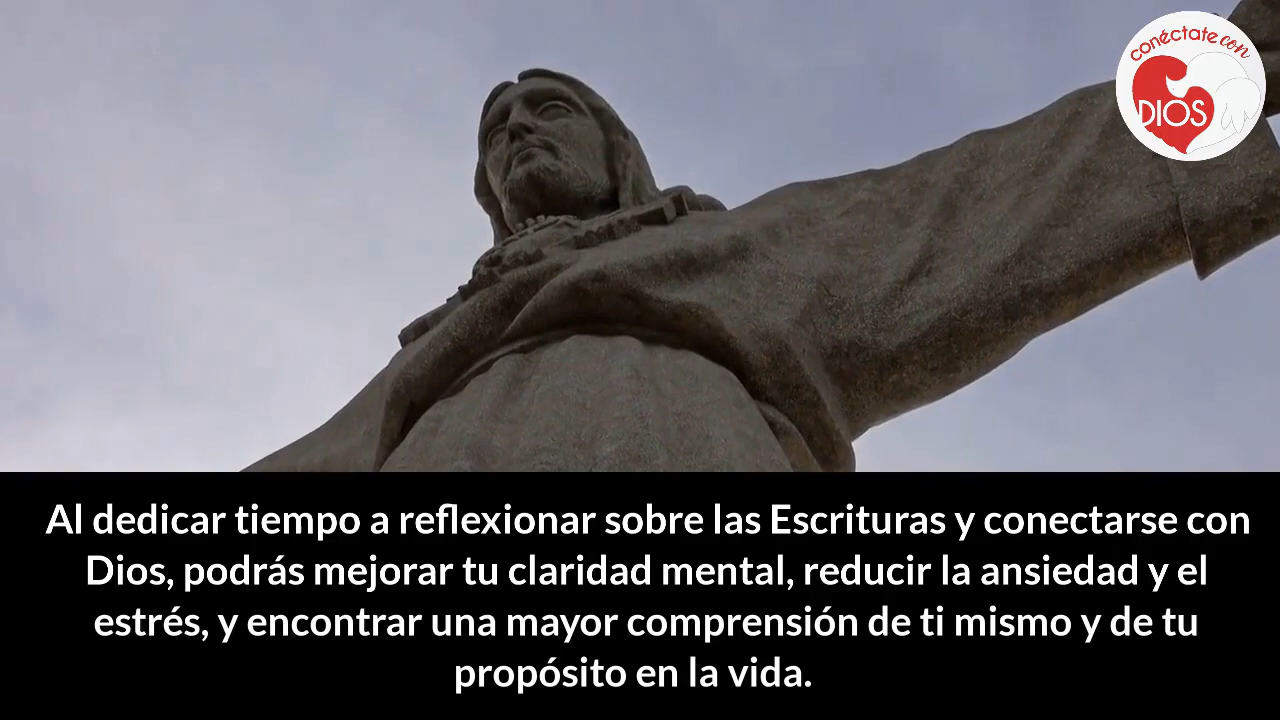 conéctate con
DIOS
Al dedicar tiempo a reflexionar sobre las Escrituras y conectarse con
Dios, podrás mejorar tu claridad mental, reducir la ansiedad y el
estrés, y encontrar una mayor comprensión de ti mismo y de tu
propósito en la vida.